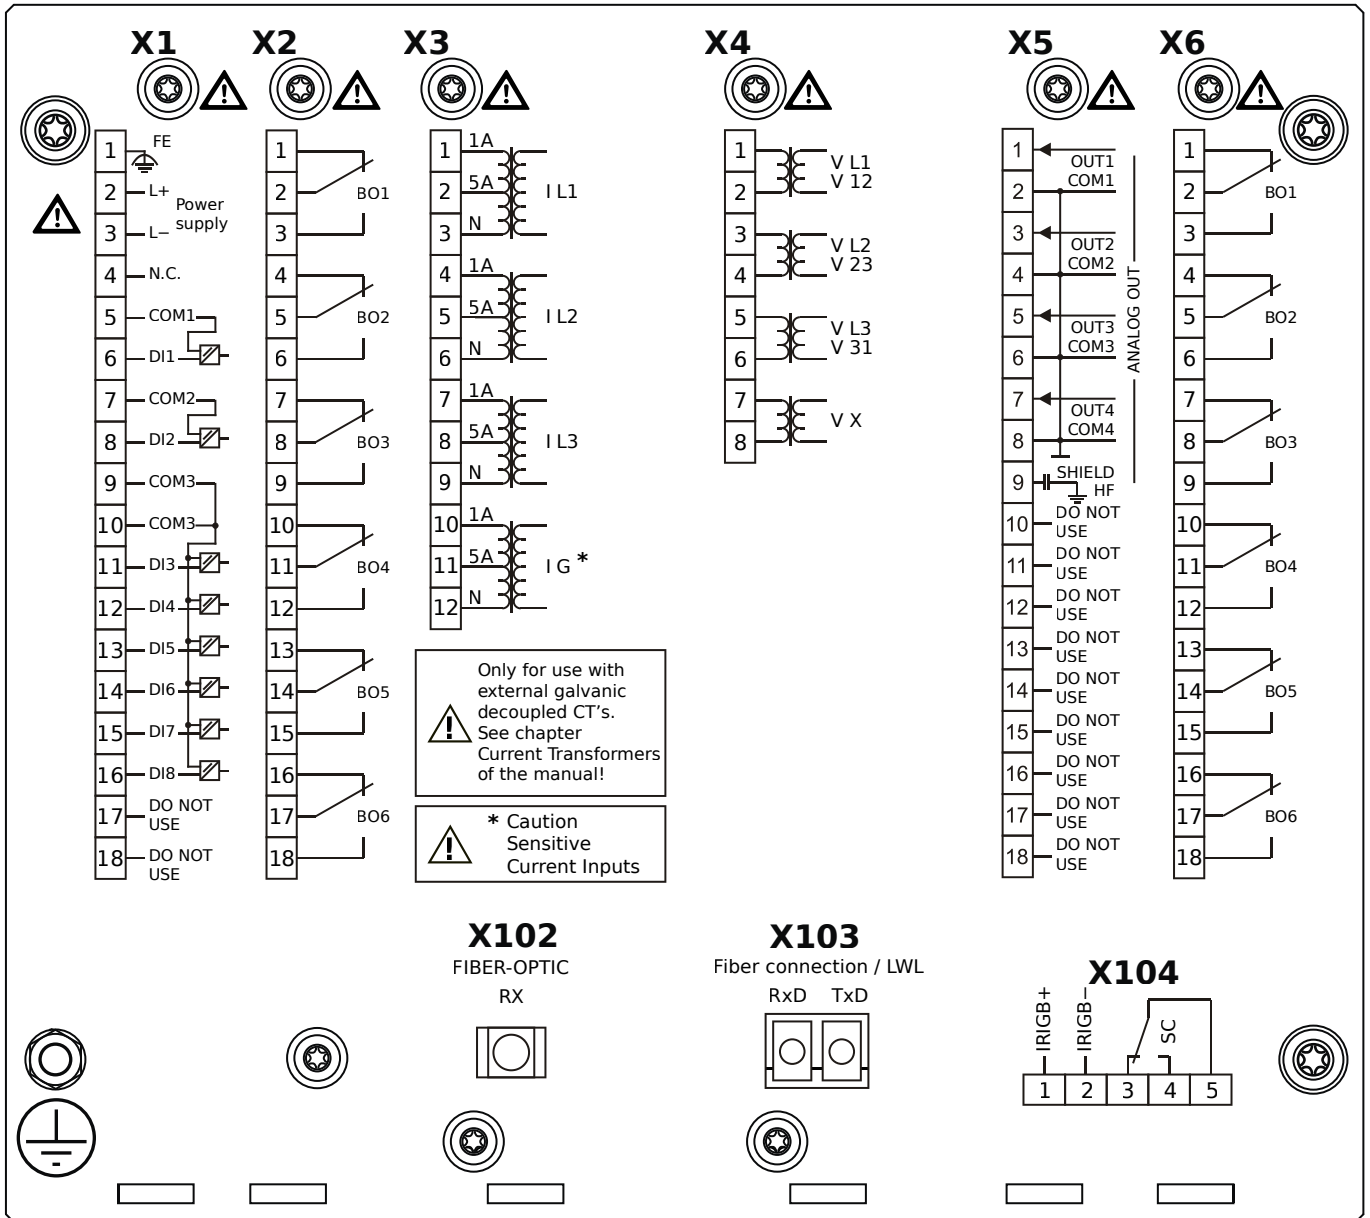 X1 X2 X3 X4 X5 X6
1 FE
2 L+
Power
supply
3 L−
4 N.C.
5 COM1
6 DI1
7 COM2
8 DI2
9 COM3
10 COM3
11 DI3
12 DI4
13 DI5
14 DI6
15 DI7
16 DI8
17 DO NOT
USE
18 DO NOT
USE
1
2 BO1
3
4
5 BO2
6
7
8 BO3
9
10
11 BO4
12
13
14 BO5
15
16
17 BO6
18
1 1A
2 5A I L1
3 N
4 1A
5 5A I L2
6 N
7 1A
8 5A I L3
9 N
10 1A
11 5A I G *
12 N
Only for use with
external galvanic
decoupled CT's.
See chapter
Current Transformers
of the manual!
* Caution
Sensitive
Current Inputs
1 V L1
2 V 12
3 V L2
4 V 23
5 V L3
6 V 31
7 V X
8
1 OUT1
2 COM1
3 OUT2
4 COM2
5 OUT3
6 COM3
7 OUT4
8 COM4
ANALOG OUT
9 SHIELD
HF
10 DO NOT
USE
11 DO NOT
USE
12 DO NOT
USE
13 DO NOT
USE
14 DO NOT
USE
15 DO NOT
USE
16 DO NOT
USE
17 DO NOT
USE
18 DO NOT
USE
1
2 BO1
3
4
5 BO2
6
7
8 BO3
9
10
11 BO4
12
13
14 BO5
15
16
17 BO6
18
X102
FIBER-OPTIC
RX
X103
Fiber connection / LWL
RxD TxD
X104
IRIGB+ IRIGB− SC
1 2 3 4 5